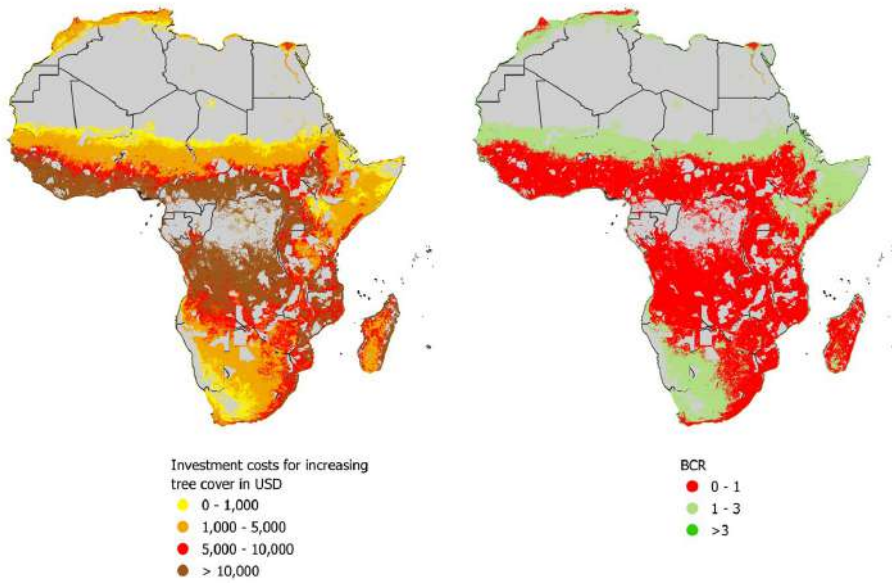 Investment costs for increasing
tree cover in USD
0 - 1,000
1,000 - 5,000
5,000 - 10,000
> 10,000
BCR
0 - 1
1 - 3
>3